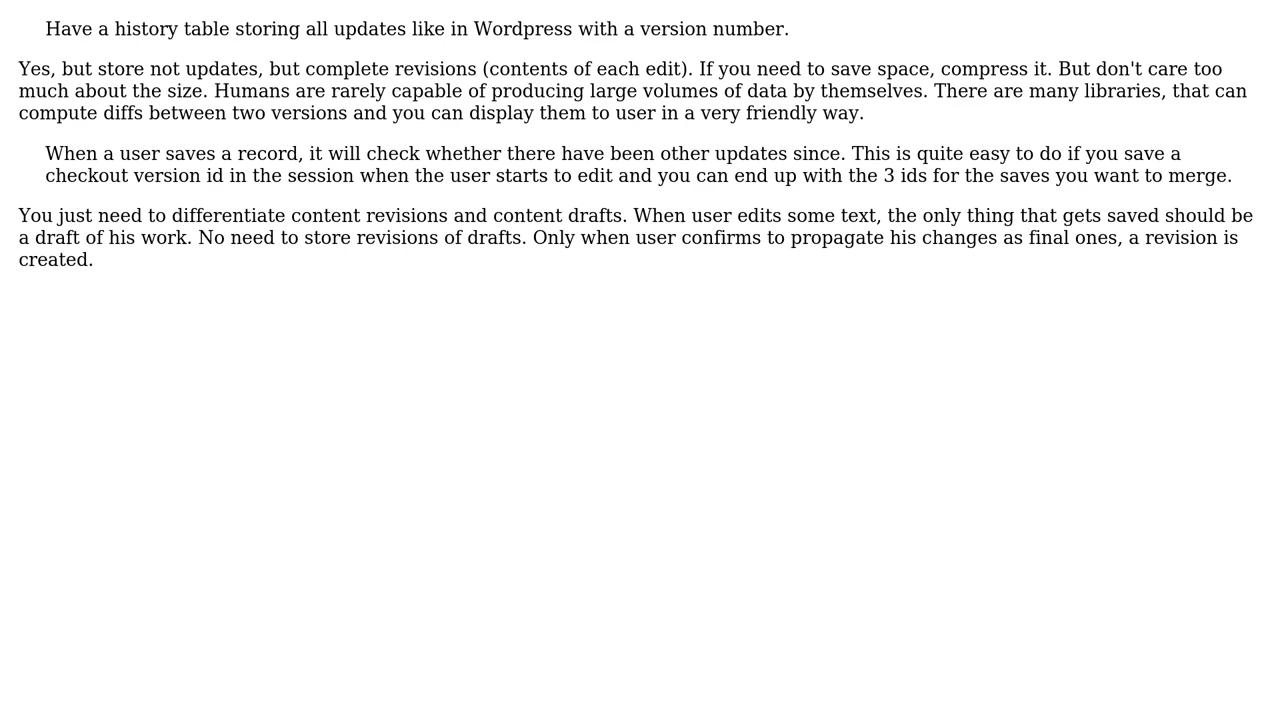 Have a history table storing all updates like in Wordpress with a version number.
Yes, but store not updates, but complete revisions (contents of each edit). If you need to save space, compress it. But don't care too
much about the size. Humans are rarely capable of producing large volumes of data by themselves. There are many libraries, that can
compute diffs between two versions and you can display them to user in a very friendly way.
When a user saves a record, it will check whether there have been other updates since. This is quite easy to do if you save a
checkout version id in the session when the user starts to edit and you can end up with the 3 ids for the saves you want to merge.
You just need to differentiate content revisions and content drafts. When user edits some text, the only thing that gets saved should be
a draft of his work. No need to store revisions of drafts. Only when user confirms to propagate his changes as final ones, a revision is
created.